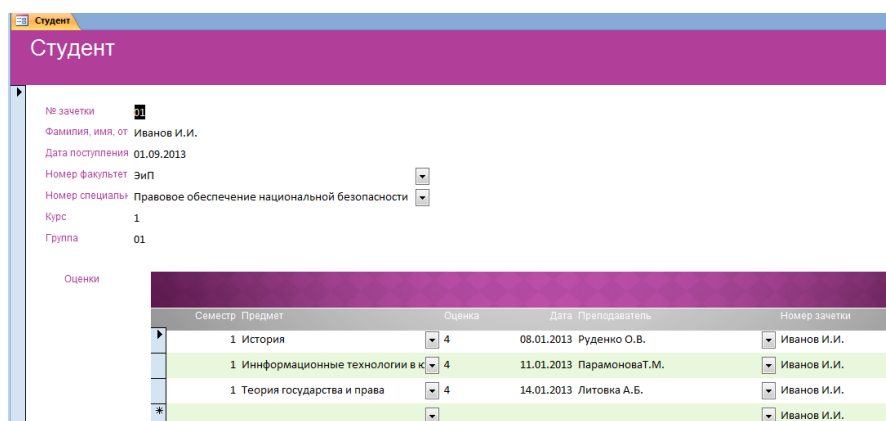 Студент
Студент
№ зачетки 01
Фамилия, имя, от Иванов И.И.
Дата поступления 01.09.2013
Номер факультет ЭиП
Номер специальн Правовое обеспечение национальной безопасности
Курс 1
Группа 01
Оценки
Семестр Предмет Оценка Дата Преподаватель Номер зачетки
1 История 4 08.01.2013 Руденко О.В. Иванов И.И.
1 Иннформационные технологии в к 4 11.01.2013 ПарамоноваТ.М. Иванов И.И.
1 Теория государства и права 4 14.01.2013 Литовка А.Б. Иванов И.И.
Иванов И.И.